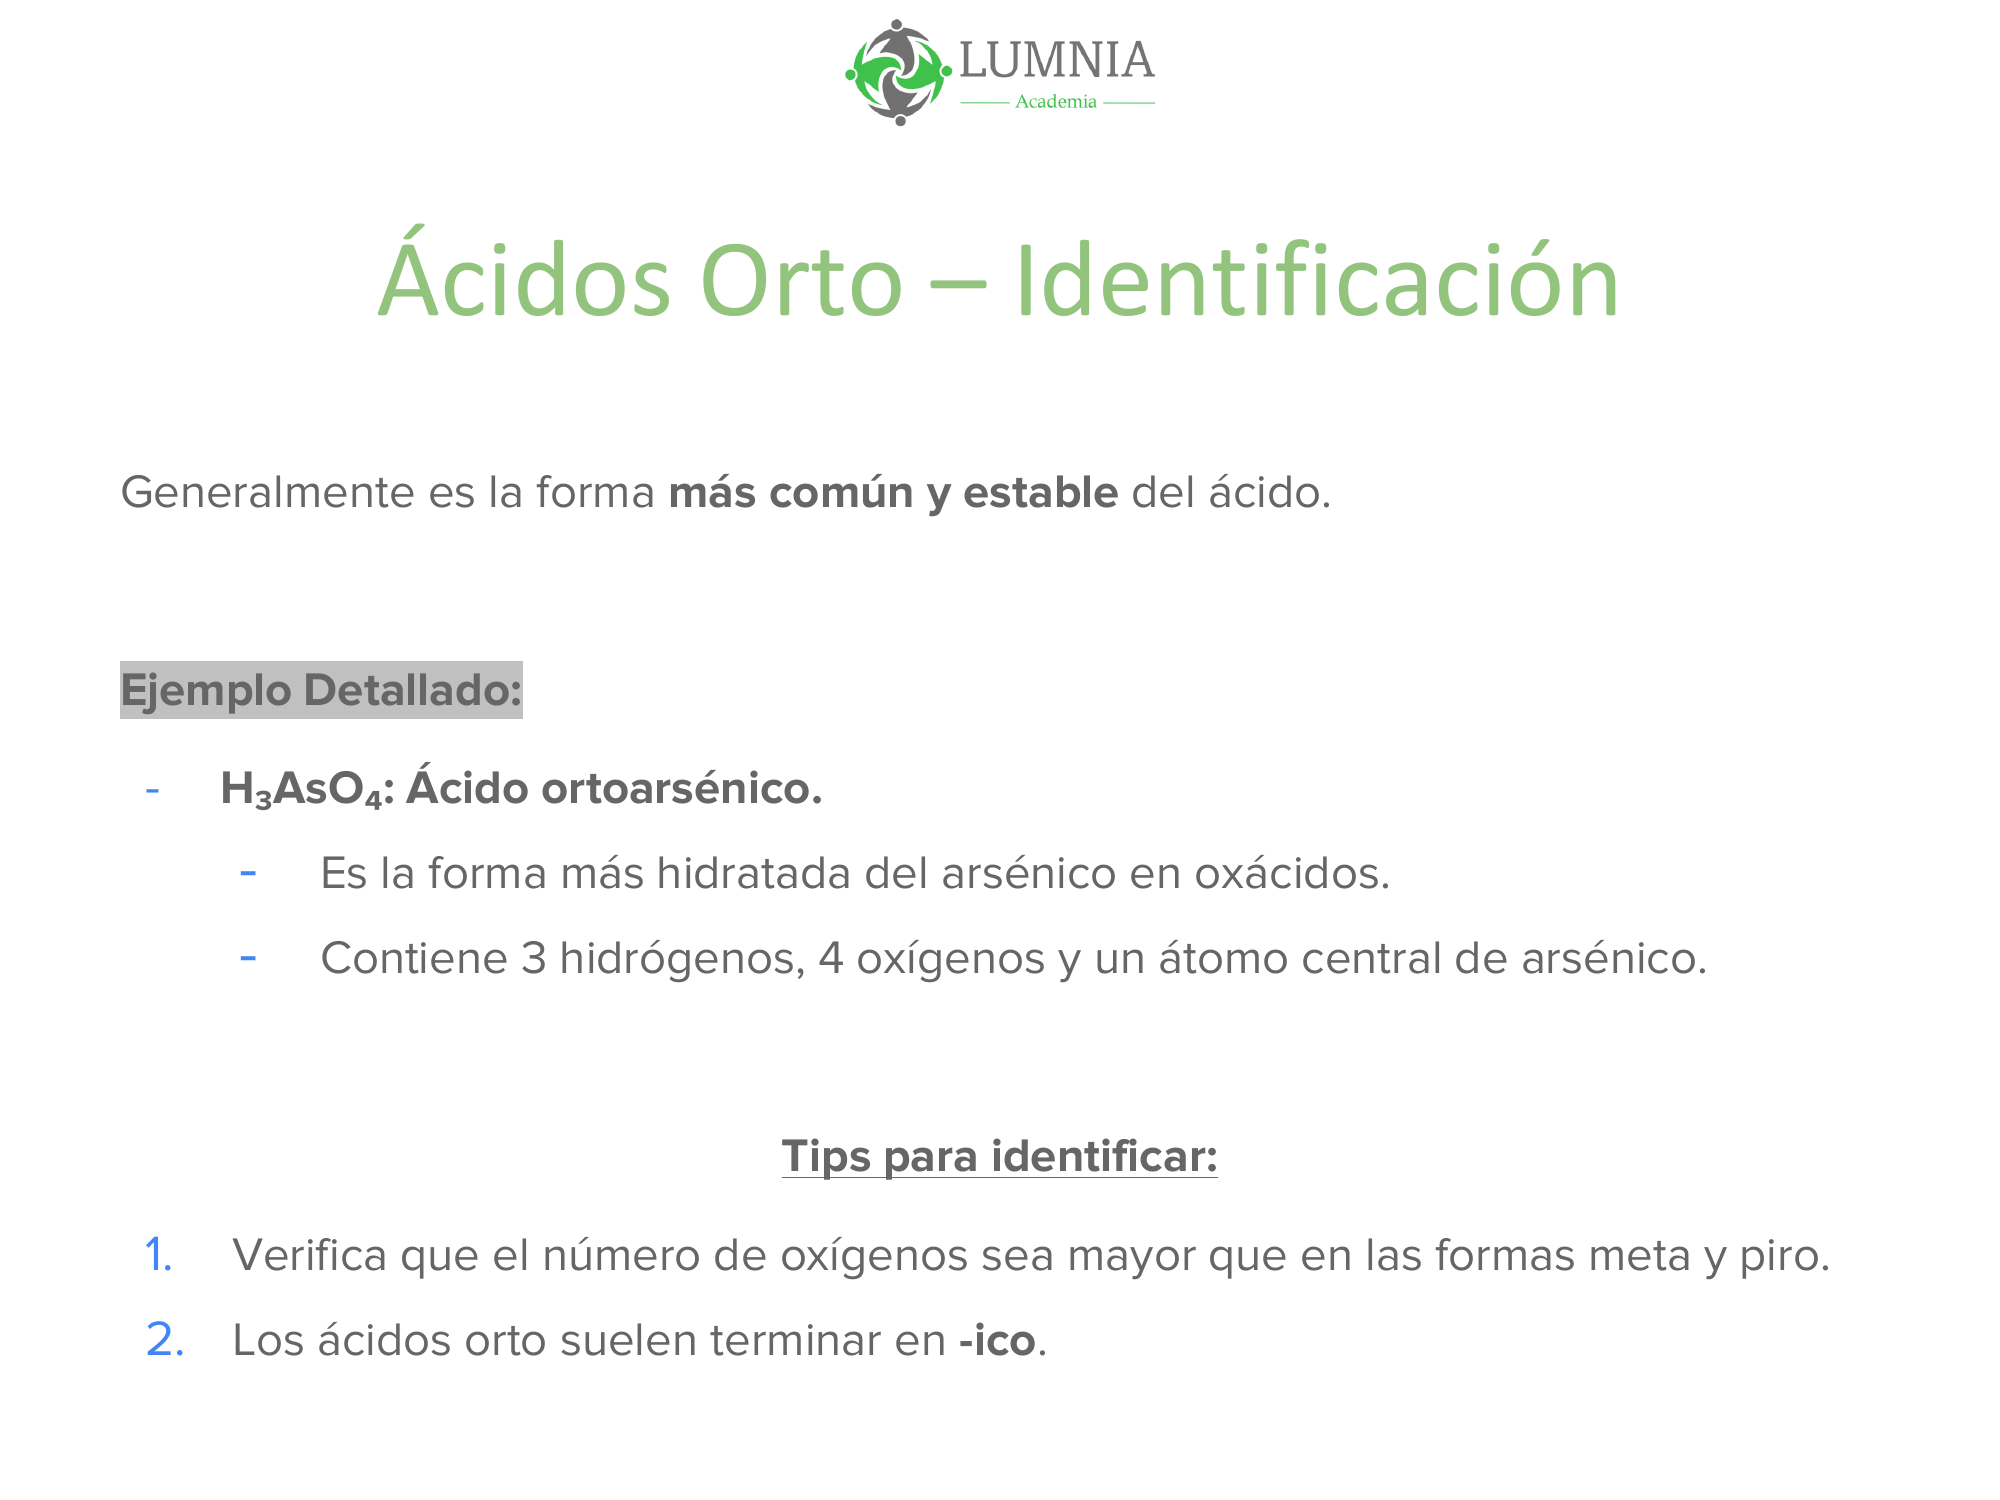 LUMNIA
Academia
Ácidos Orto – Identificación
Generalmente es la forma más común y estable del ácido.
Ejemplo Detallado:
- H₃AsO₄: Ácido ortoarsénico.
- Es la forma más hidratada del arsénico en oxácidos.
- Contiene 3 hidrógenos, 4 oxígenos y un átomo central de arsénico.
Tips para identificar:
1. Verifica que el número de oxígenos sea mayor que en las formas meta y piro.
2. Los ácidos orto suelen terminar en -ico.